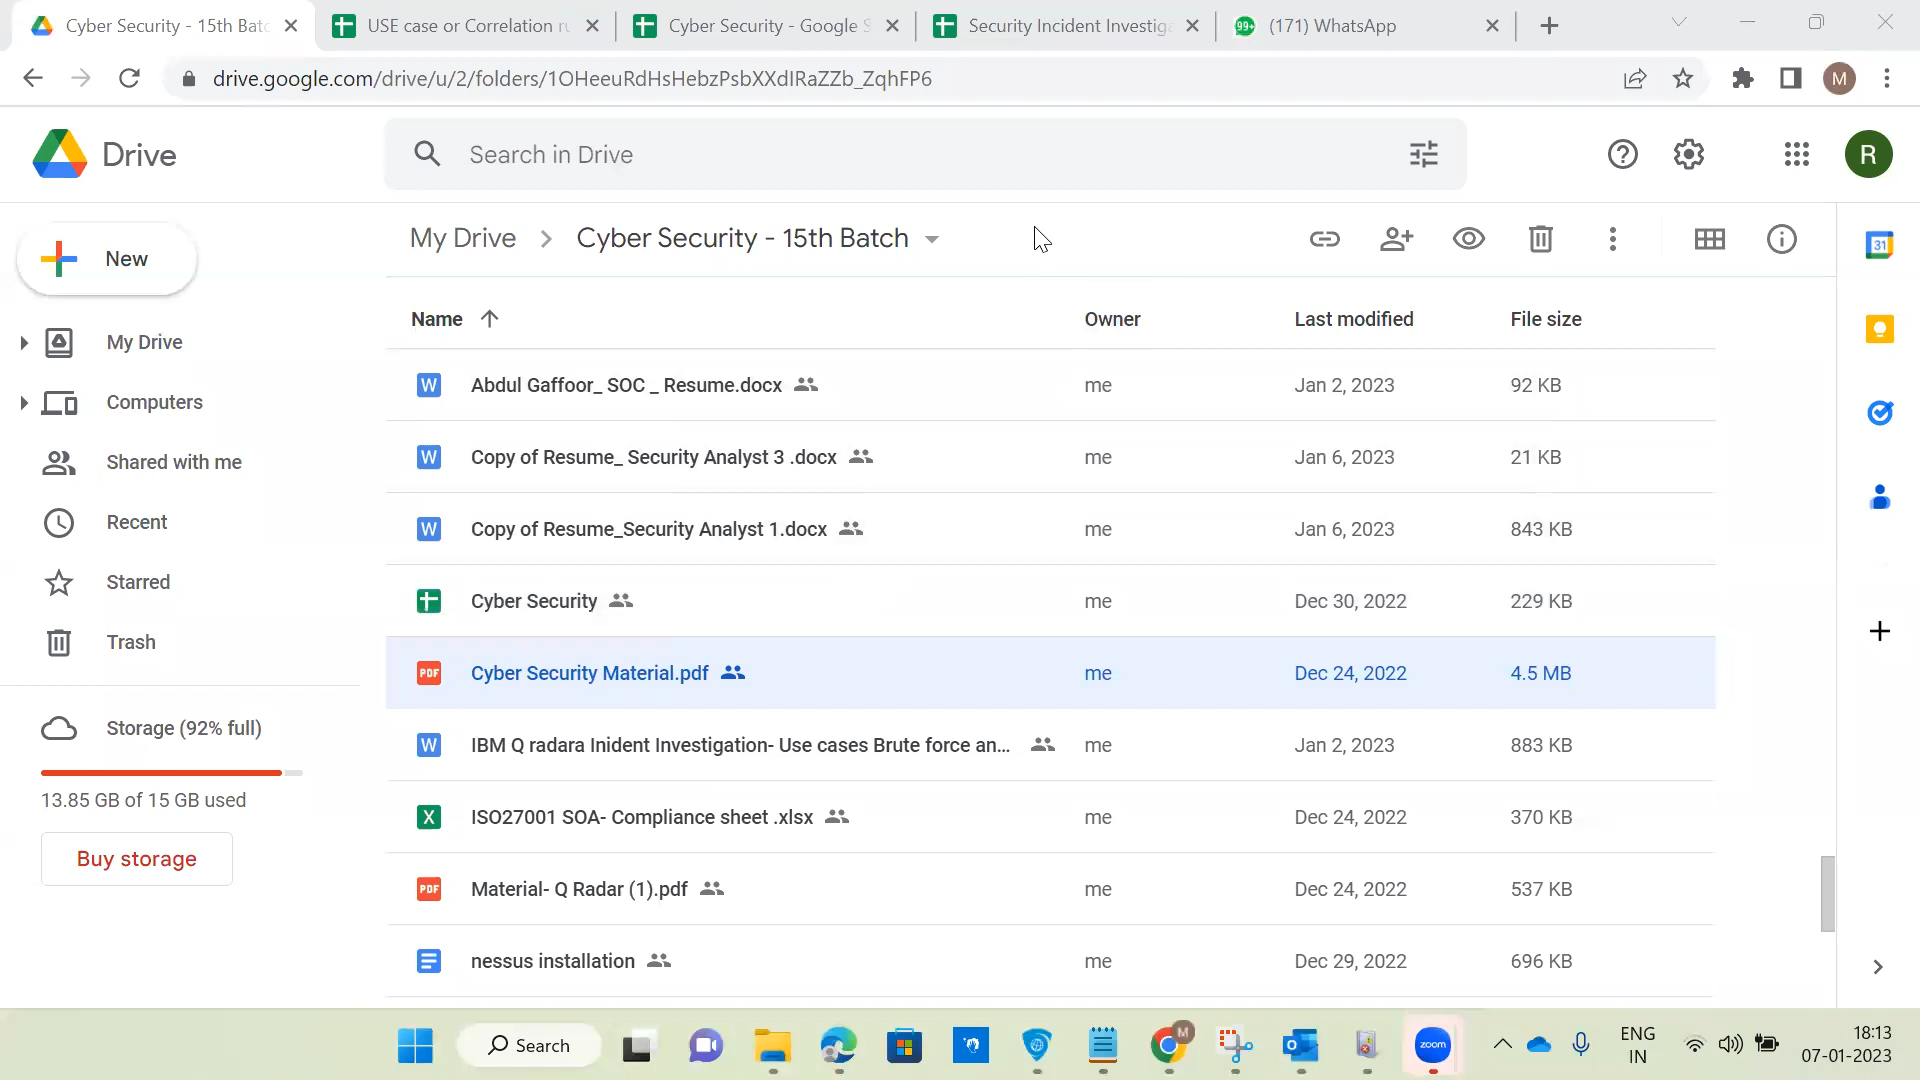 Cyber Security - 15th Batc
USE case or Correlation ru
Cyber Security - Google S
Security Incident Investiga
99+
(171) WhatsApp
drive.google.com/drive/u/2/folders/1OHeeuRdHsHebzPsbXXdIRaZZb_ZqhFP6
M
Drive
Search in Drive
R
New
My Drive
Cyber Security - 15th Batch
31
Name
Owner
Last modified
File size
My Drive
Computers
Shared with me
Recent
Starred
Trash
Storage (92% full)
13.85 GB of 15 GB used
Buy storage
W Abdul Gaffoor_ SOC _ Resume.docx me Jan 2, 2023 92 KB
W Copy of Resume_ Security Analyst 3 .docx me Jan 6, 2023 21 KB
W Copy of Resume_Security Analyst 1.docx me Jan 6, 2023 843 KB
Cyber Security me Dec 30, 2022 229 KB
PDF Cyber Security Material.pdf me Dec 24, 2022 4.5 MB
W IBM Q radara Inident Investigation- Use cases Brute force an... me Jan 2, 2023 883 KB
X ISO27001 SOA- Compliance sheet .xlsx me Dec 24, 2022 370 KB
PDF Material- Q Radar (1).pdf me Dec 24, 2022 537 KB
nessus installation me Dec 29, 2022 696 KB
Search
M
zoom
ENG
IN
18:13
07-01-2023